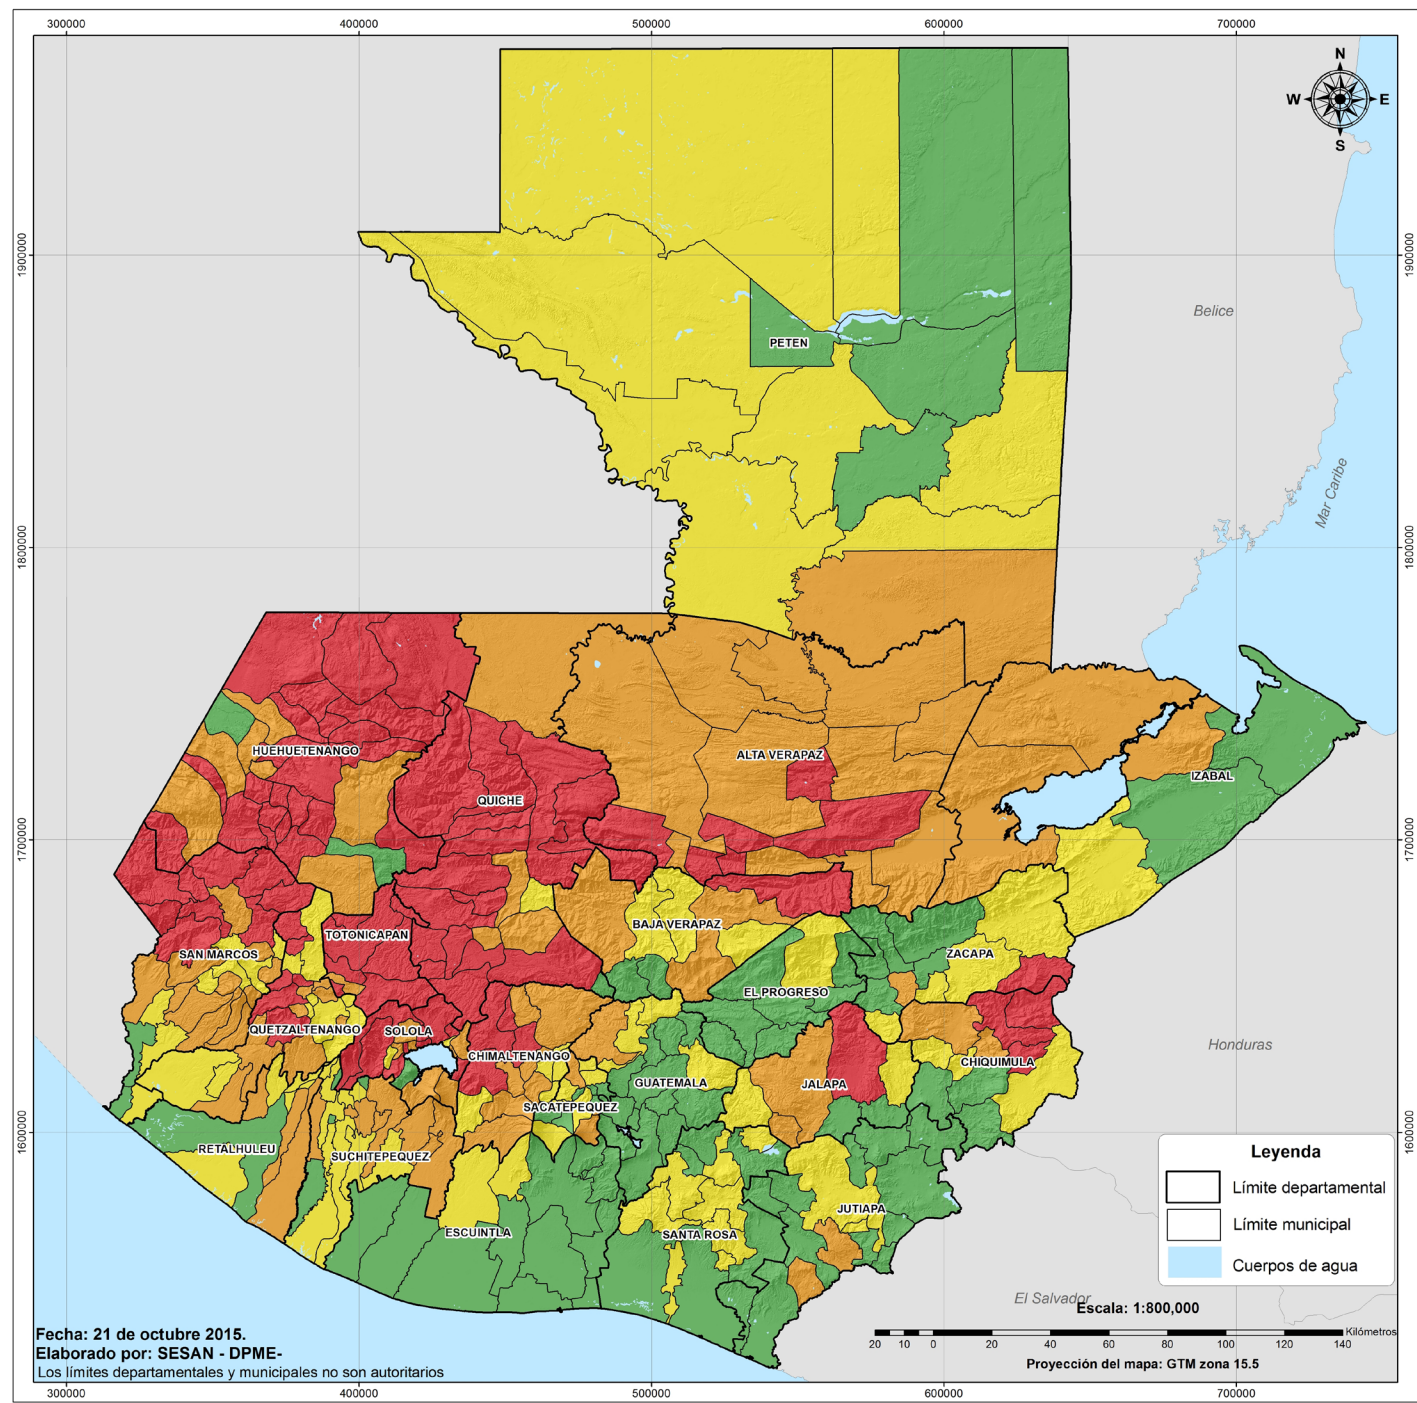 300000
400000
500000
600000
700000
N
W
E
S
1900000
1900000
Belice
PETEN
Mar Caribe
1800000
1800000
HUEHUETENANGO
ALTA VERAPAZ
IZABAL
QUICHE
1700000
1700000
BAJA VERAPAZ
TOTONICAPAN
SAN MARCOS
ZACAPA
EL PROGRESO
QUETZALTENANGO
SOLOLA
Honduras
CHIMALTENANGO
CHIQUIMULA
GUATEMALA
JALAPA
SACATEPEQUEZ
1600000
1600000
RETALHULEU
SUCHITEPEQUEZ
JUTIAPA
ESCUINTLA
SANTA ROSA
Leyenda
Límite departamental
Límite municipal
Cuerpos de agua
El Salvador
Escala: 1:800,000
Kilómetros
20 10 0 20 40 60 80 100 120 140
Proyección del mapa: GTM zona 15.5
Fecha: 21 de octubre 2015.
Elaborado por: SESAN - DPME-
Los límites departamentales y municipales no son autoritarios
300000
400000
500000
600000
700000